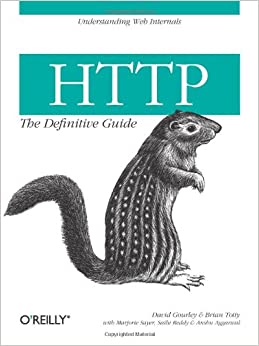 Understanding Web Internals
HTTP
The Definitive Guide
David Gourley & Brian Totty
with Marjorie Sayer, Sailu Reddy & Anshu Aggarwal
O'REILLY®